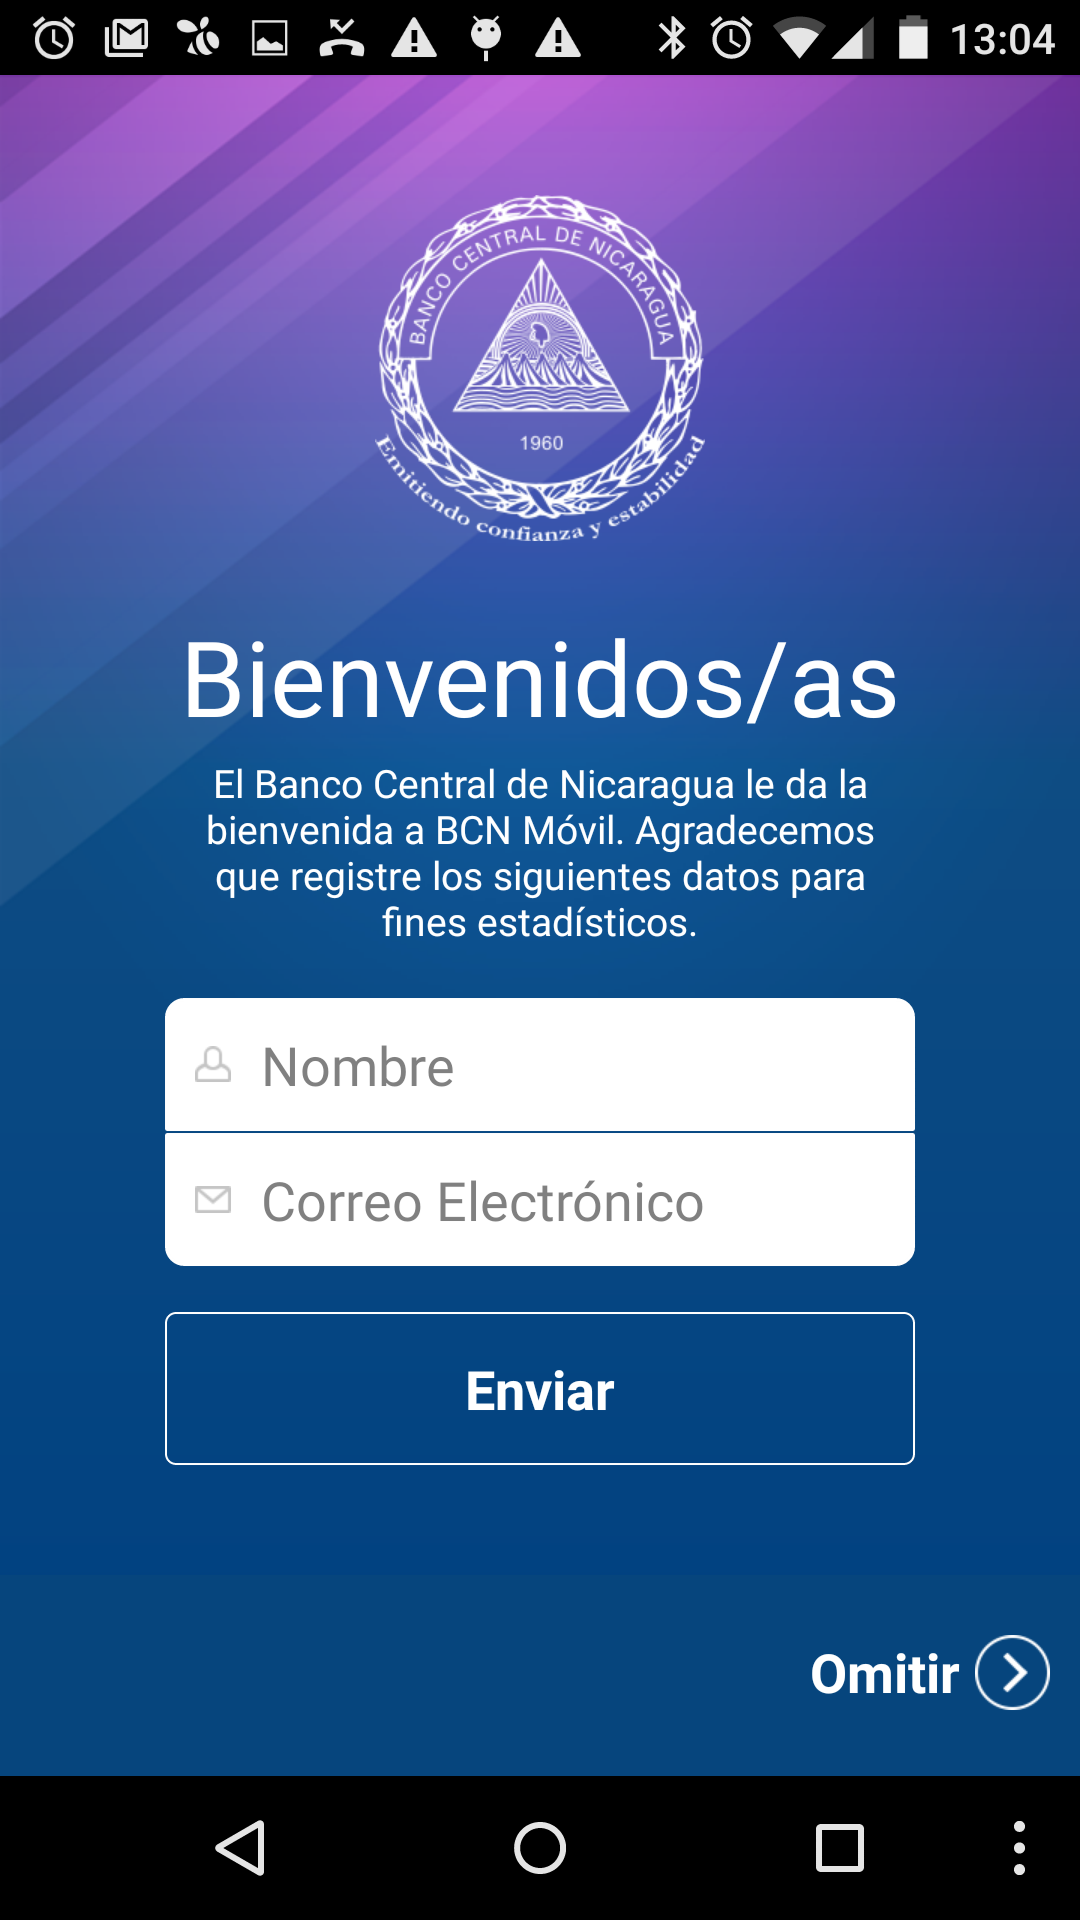 13:04
BANCO CENTRAL DE NICARAGUA
1960
Emitiendo confianza y estabilidad
Bienvenidos/as
El Banco Central de Nicaragua le da la
bienvenida a BCN Móvil. Agradecemos
que registre los siguientes datos para
fines estadísticos.
Nombre
Correo Electrónico
Enviar
Omitir